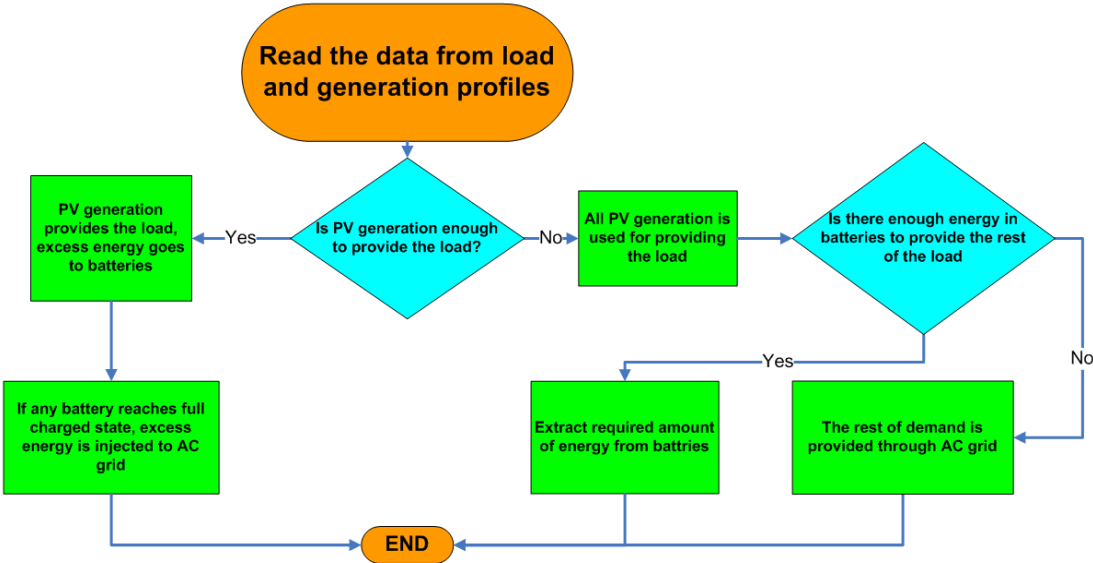 Read the data from load
and generation profiles
PV generation
provides the load,
excess energy goes
to batteries
Yes
Is PV generation enough
to provide the load?
No
All PV generation is
used for providing
the load
Is there enough energy in
batteries to provide the rest
of the load
Yes
No
If any battery reaches full
charged state, excess
energy is injected to AC
grid
Extract required amount
of energy from battries
The rest of demand is
provided through AC grid
END